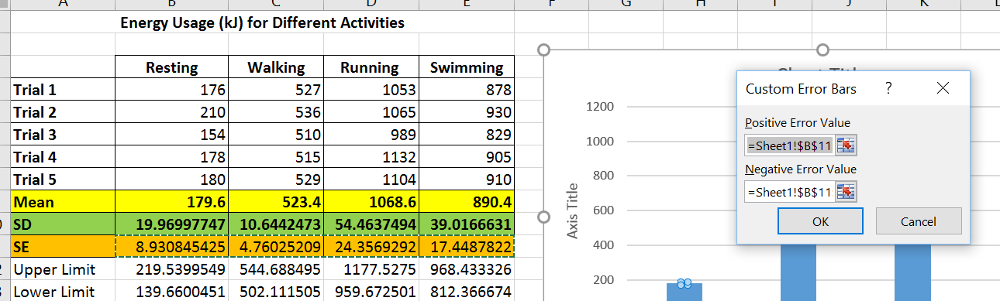 A B C D E F G H I J K
Energy Usage (kJ) for Different Activities
Resting Walking Running Swimming
Trial 1 176 527 1053 878
Trial 2 210 536 1065 930
Trial 3 154 510 989 829
Trial 4 178 515 1132 905
Trial 5 180 529 1104 910
Mean 179.6 523.4 1068.6 890.4
SD 19.96997747 10.6442473 54.4637494 39.0166631
SE 8.930845425 4.76025209 24.3569292 17.4487822
Upper Limit 219.5399549 544.688495 1177.5275 968.433326
Lower Limit 139.6600451 502.111505 959.672501 812.366674
Axis Title
1200
1000
800
600
400
200
Custom Error Bars ?
Positive Error Value
=Sheet1!$B$11
Negative Error Value
=Sheet1!$B$11
OK Cancel